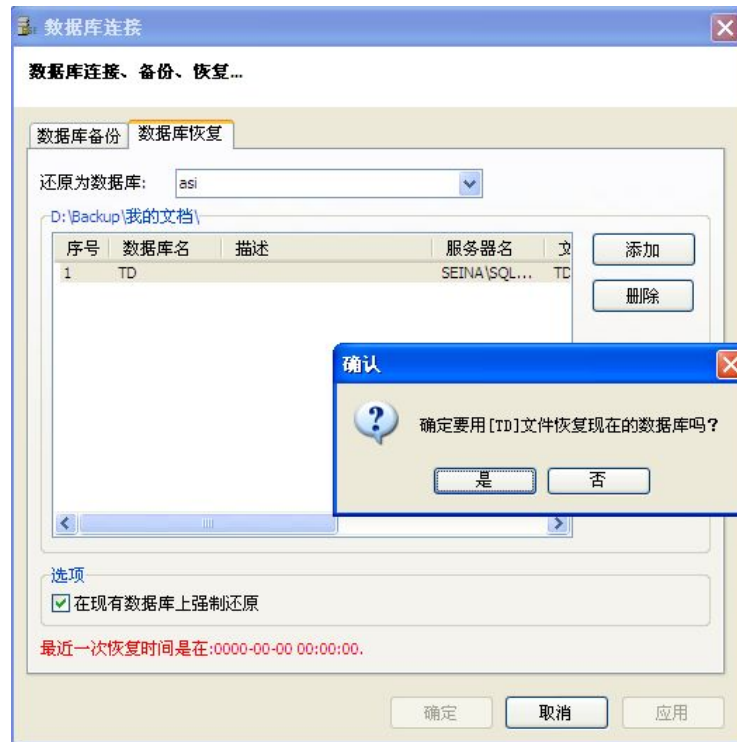 数据库连接
数据库连接、备份、恢复...
数据库备份 数据库恢复
还原为数据库: asi
D:\Backup\我的文档\
序号 数据库名 描述 服务器名 文
1 TD SEINA\SQL... TD
添加
删除
确认
确定要用[TD]文件恢复现在的数据库吗?
是 否
选项
在现有数据库上强制还原
最近一次恢复时间是在:0000-00-00 00:00:00.
确定 取消 应用